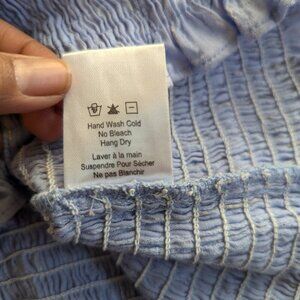 Hand Wash Cold
No Bleach
Hang Dry
Laver à la main
Suspendre Pour Sécher
Ne pas Blanchir